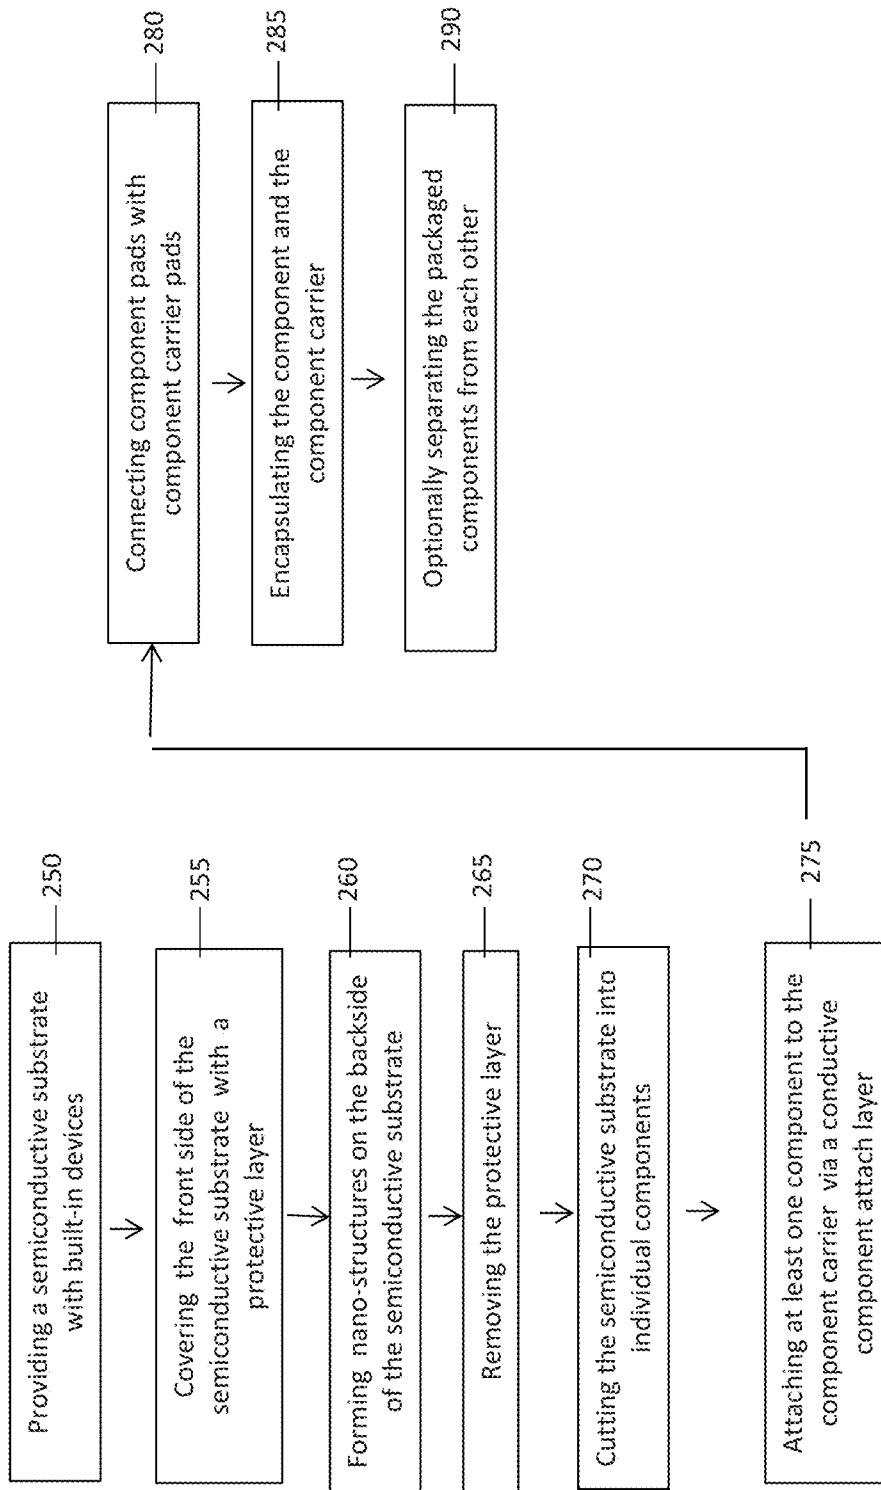 Providing a semiconductive substrate
with built-in devices
250
Covering the front side of the
semiconductive substrate with a
protective layer
255
Forming nano-structures on the backside
of the semiconductive substrate
260
Removing the protective layer
265
Cutting the semiconductive substrate into
individual components
270
Attaching at least one component to the
component carrier via a conductive
component attach layer
275
Connecting component pads with
component carrier pads
280
Encapsulating the component and the
component carrier
285
Optionally separating the packaged
components from each other
290